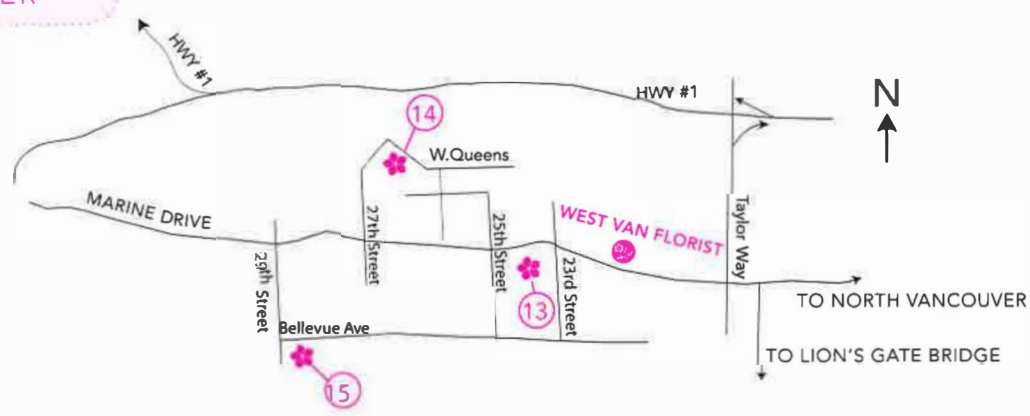 ER
HWY #1
HWY #1
N
14
W.Queens
MARINE DRIVE
27th Street
25th Street
WEST VAN FLORIST
Taylor Way
29th Street
23rd Street
13
TO NORTH VANCOUVER
Bellevue Ave
TO LION'S GATE BRIDGE
15